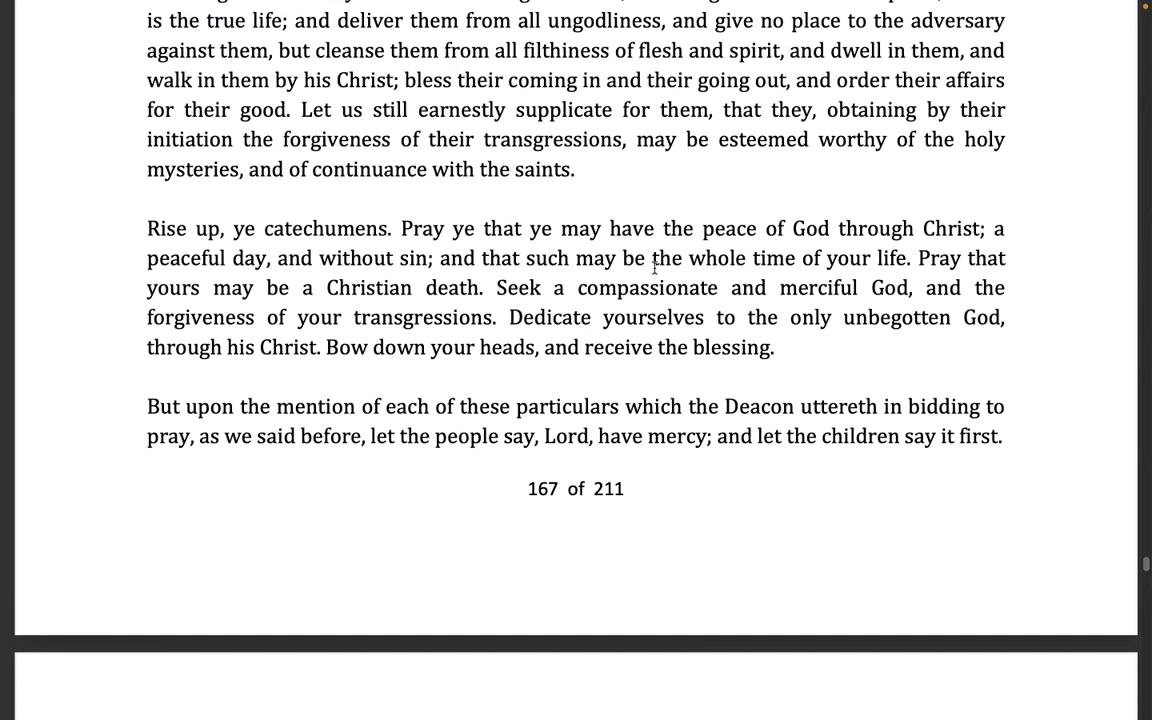 is the true life; and deliver them from all ungodliness, and give no place to the adversary
against them, but cleanse them from all filthiness of flesh and spirit, and dwell in them, and
walk in them by his Christ; bless their coming in and their going out, and order their affairs
for their good. Let us still earnestly supplicate for them, that they, obtaining by their
initiation the forgiveness of their transgressions, may be esteemed worthy of the holy
mysteries, and of continuance with the saints.
Rise up, ye catechumens. Pray ye that ye may have the peace of God through Christ; a
peaceful day, and without sin; and that such may be the whole time of your life. Pray that
yours may be a Christian death. Seek a compassionate and merciful God, and the
forgiveness of your transgressions. Dedicate yourselves to the only unbegotten God,
through his Christ. Bow down your heads, and receive the blessing.
But upon the mention of each of these particulars which the Deacon uttereth in bidding to
pray, as we said before, let the people say, Lord, have mercy; and let the children say it first.
167 of 211